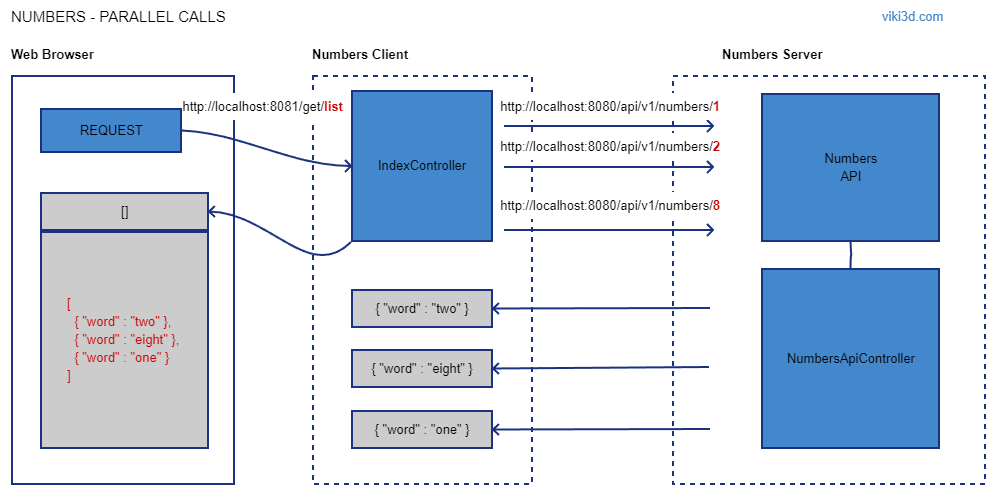 NUMBERS - PARALLEL CALLS
viki3d.com
Web Browser
Numbers Client
Numbers Server
http://localhost:8081/get/list
REQUEST
IndexController
http://localhost:8080/api/v1/numbers/1
http://localhost:8080/api/v1/numbers/2
http://localhost:8080/api/v1/numbers/8
Numbers
API
[]
[
{ "word" : "two" },
{ "word" : "eight" },
{ "word" : "one" }
]
{ "word" : "two" }
{ "word" : "eight" }
{ "word" : "one" }
NumbersApiController